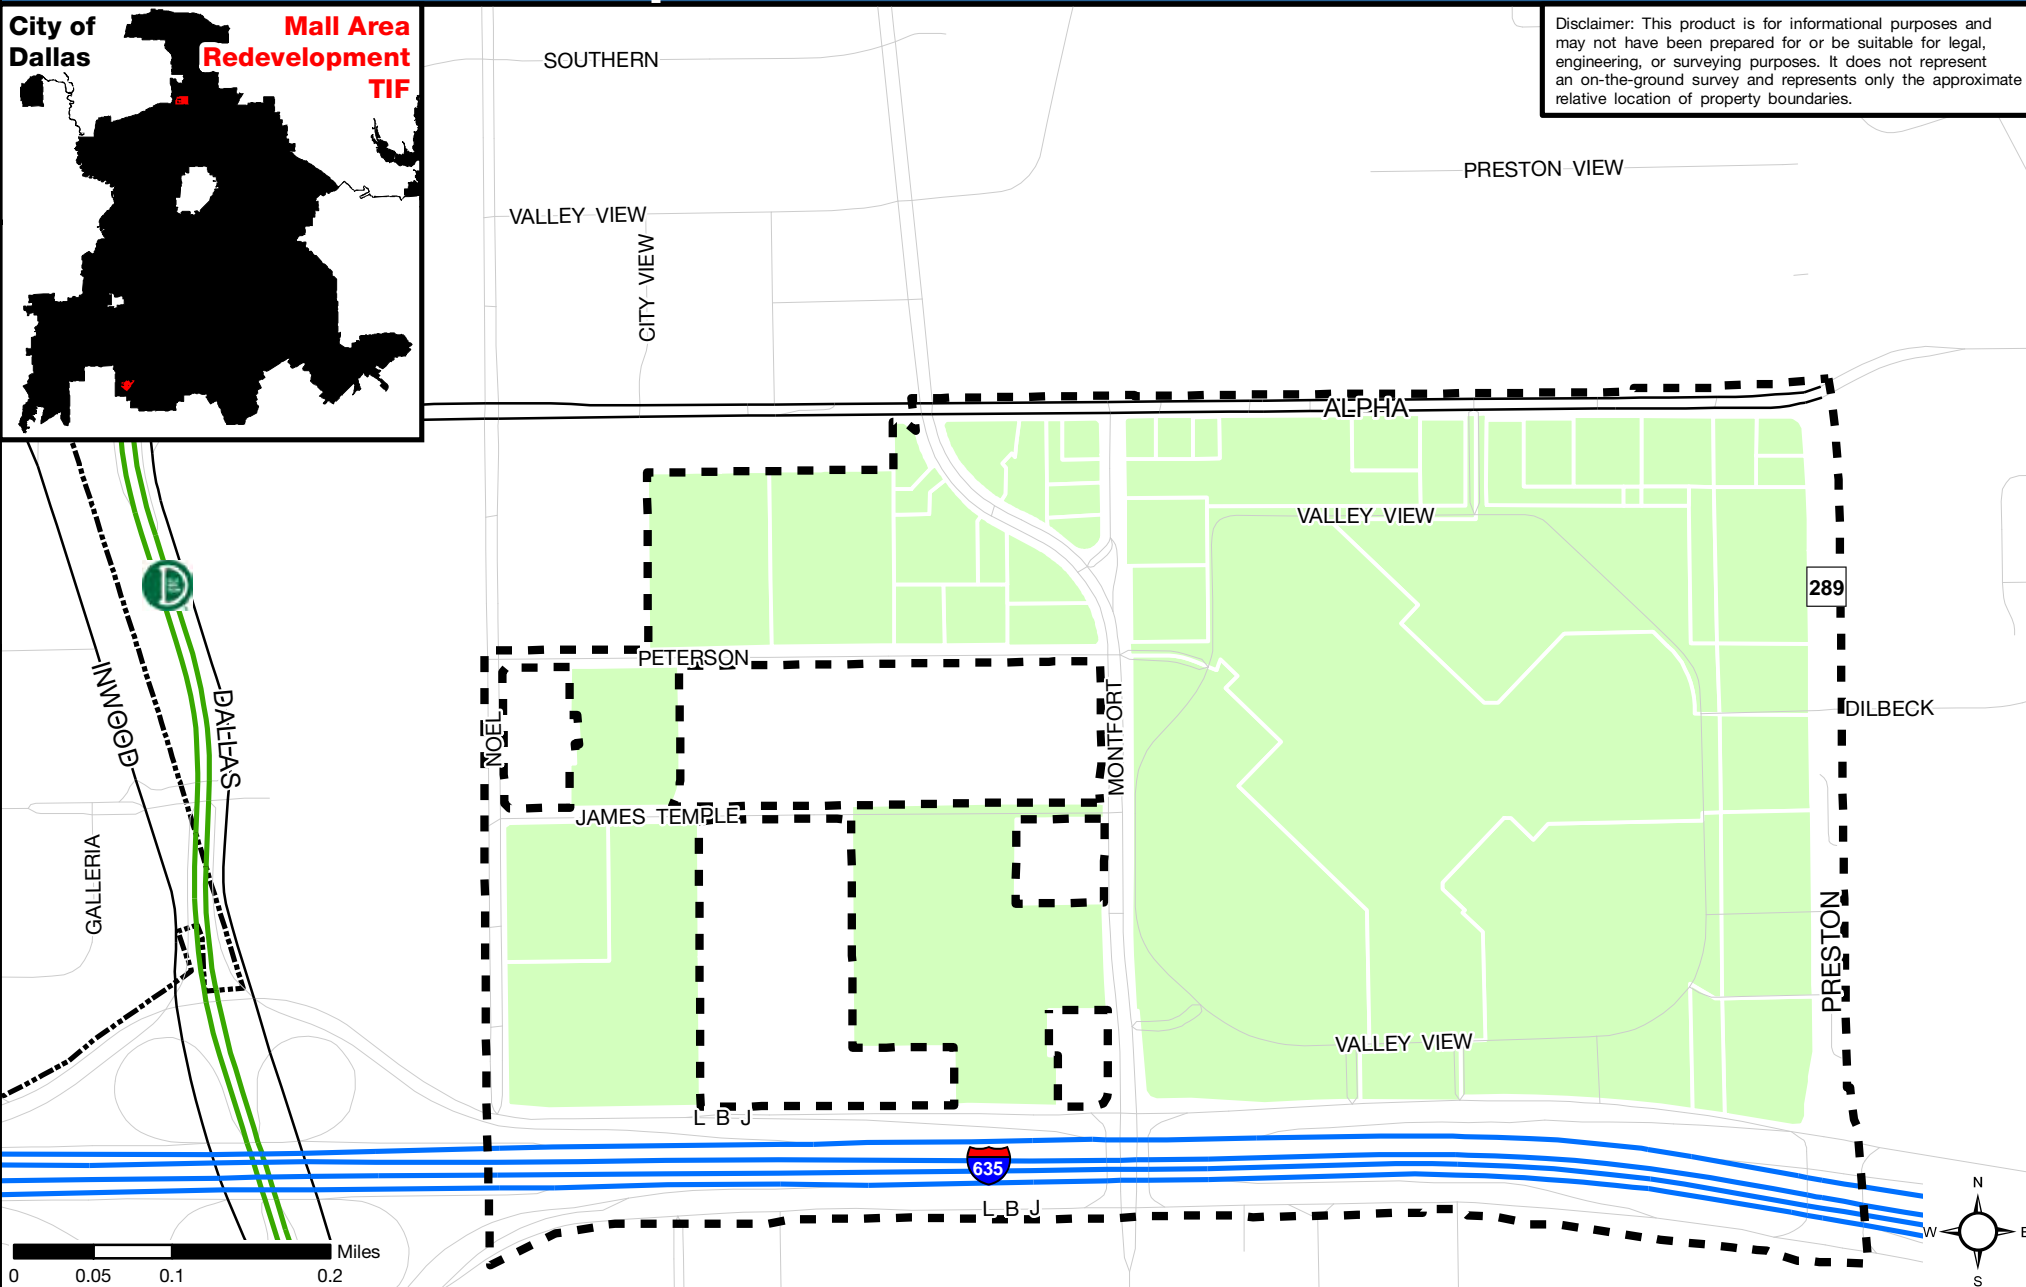 City of
Dallas
Mall Area
Redevelopment
TIF
Disclaimer: This product is for informational purposes and
may not have been prepared for or be suitable for legal,
engineering, or surveying purposes. It does not represent
an on-the-ground survey and represents only the approximate
relative location of property boundaries.
SOUTHERN
PRESTON VIEW
VALLEY VIEW
CITY VIEW
ALPHA
VALLEY VIEW
289
PETERSON
INWOOD
DALLAS
NOEL
MONTFORT
DILBECK
JAMES TEMPLE
GALLERIA
PRESTON
VALLEY VIEW
L B J
635
L B J
N
W
E
S
Miles
0
0.05
0.1
0.2